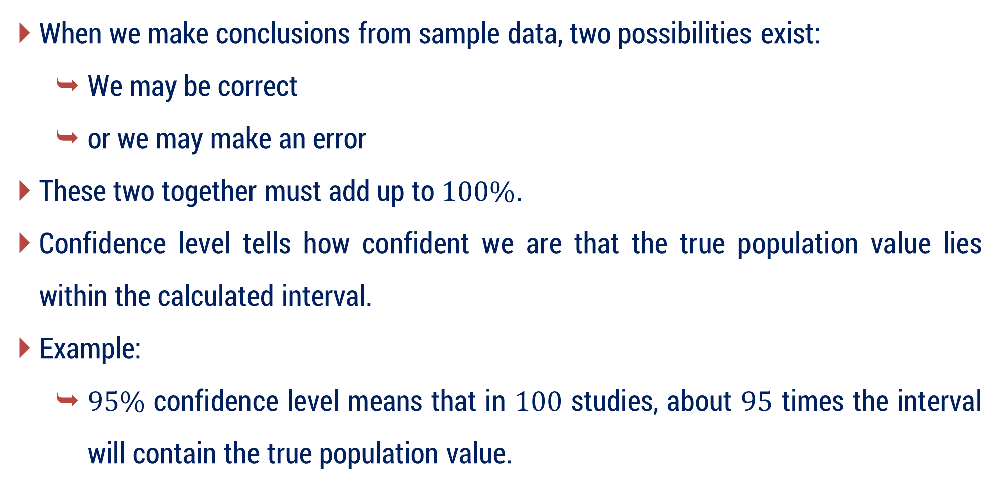 When we make conclusions from sample data, two possibilities exist:
We may be correct
or we may make an error
These two together must add up to 100%.
Confidence level tells how confident we are that the true population value lies
within the calculated interval.
Example:
95% confidence level means that in 100 studies, about 95 times the interval
will contain the true population value.